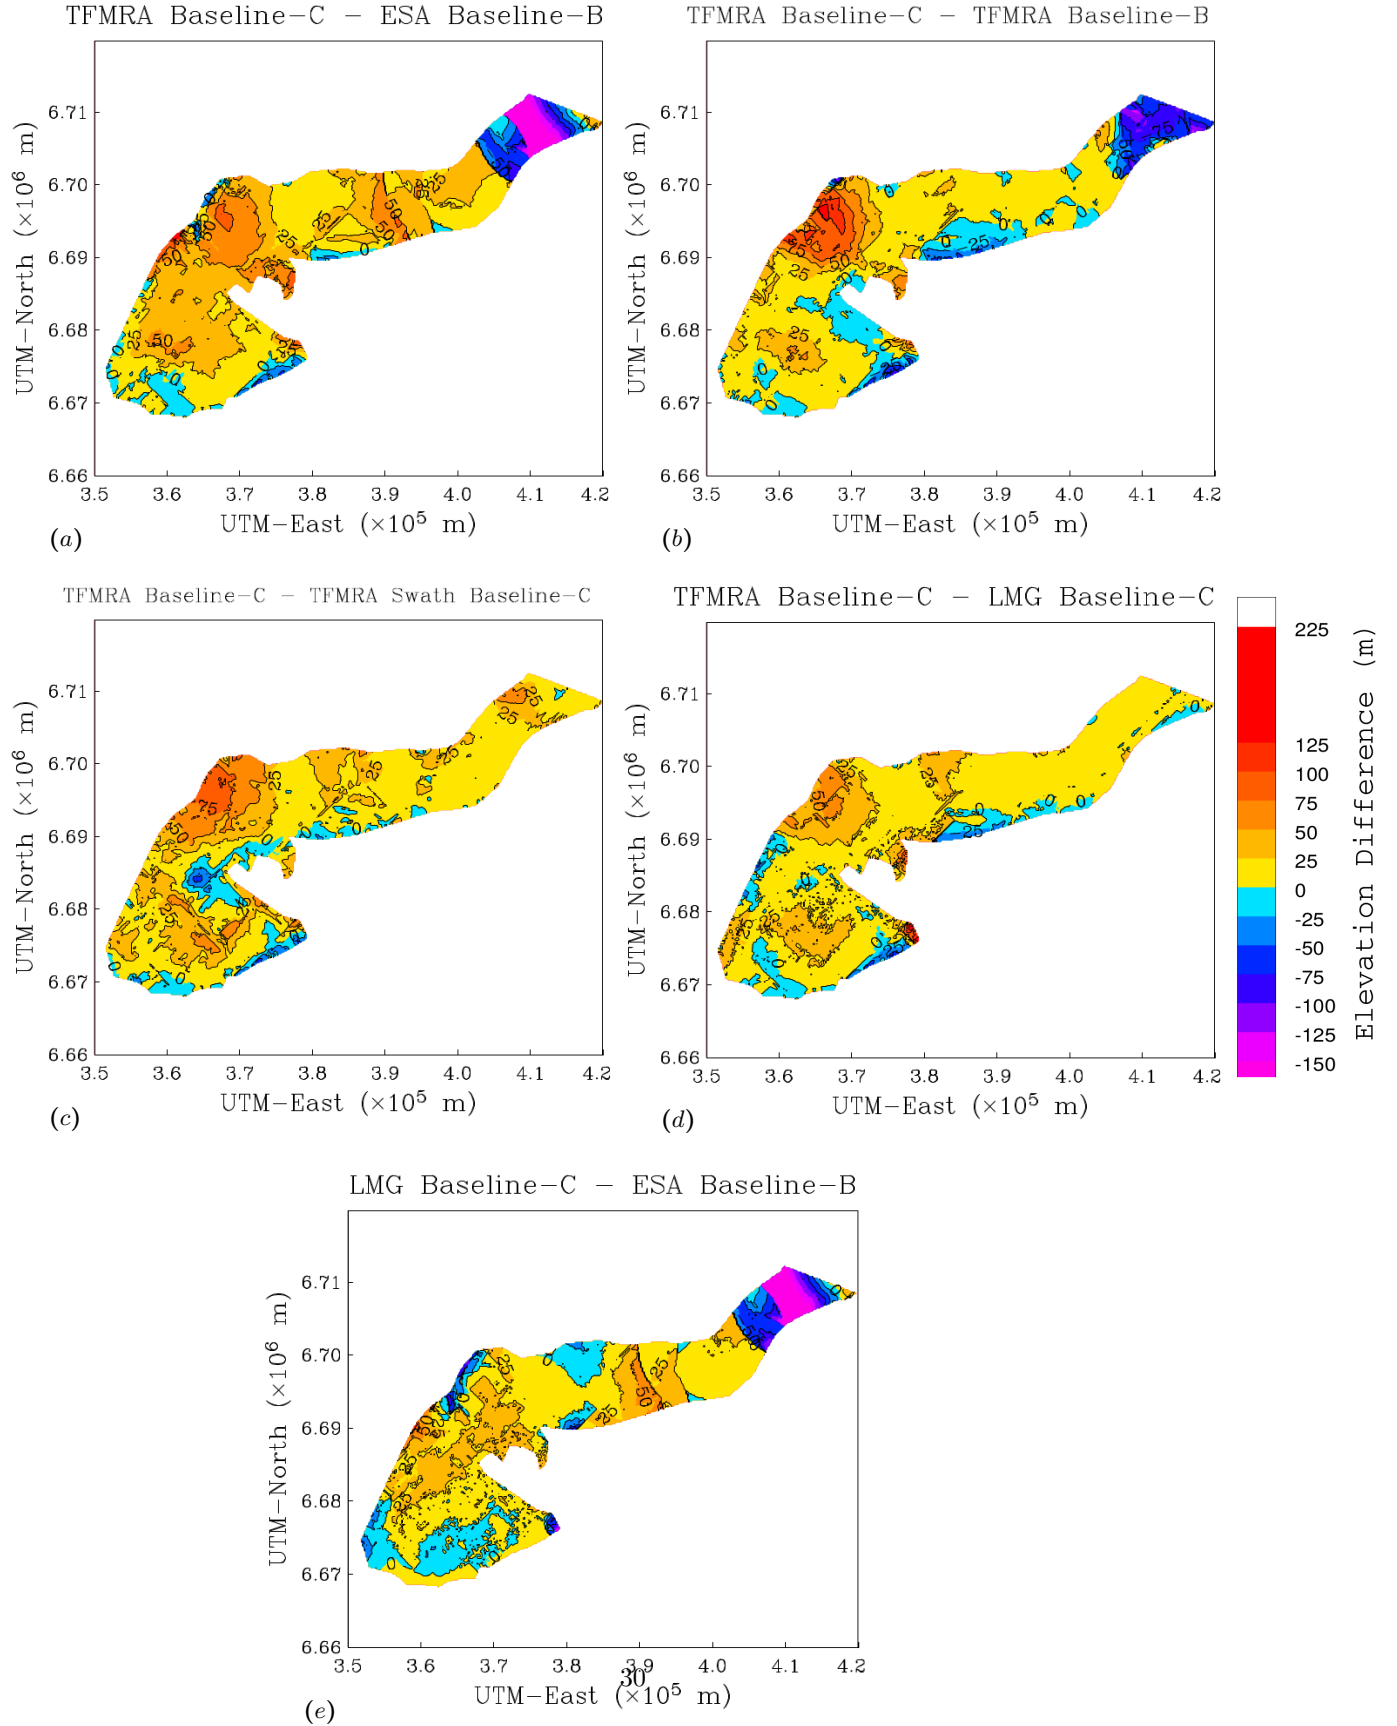 TFMRA Baseline-C - ESA Baseline-B
TFMRA Baseline-C - TFMRA Baseline-B
UTM-North (×10⁶ m)
6.71
6.70
6.69
6.68
6.67
6.66
3.5 3.6 3.7 3.8 3.9 4.0 4.1 4.2
UTM-East (×10⁵ m)
(a)
UTM-North (×10⁶ m)
6.71
6.70
6.69
6.68
6.67
6.66
3.5 3.6 3.7 3.8 3.9 4.0 4.1 4.2
UTM-East (×10⁵ m)
(b)
TFMRA Baseline-C - TFMRA Swath Baseline-C
TFMRA Baseline-C - LMG Baseline-C
UTM-North (×10⁶ m)
6.71
6.70
6.69
6.68
6.67
6.66
3.5 3.6 3.7 3.8 3.9 4.0 4.1 4.2
UTM-East (×10⁵ m)
(c)
UTM-North (×10⁶ m)
6.71
6.70
6.69
6.68
6.67
6.66
3.5 3.6 3.7 3.8 3.9 4.0 4.1 4.2
UTM-East (×10⁵ m)
(d)
225
125
100
75
50
25
0
-25
-50
-75
-100
-125
-150
Elevation Difference (m)
LMG Baseline-C - ESA Baseline-B
UTM-North (×10⁶ m)
6.71
6.70
6.69
6.68
6.67
6.66
3.5 3.6 3.7 3.8 3.9 4.0 4.1 4.2
30
UTM-East (×10⁵ m)
(e)